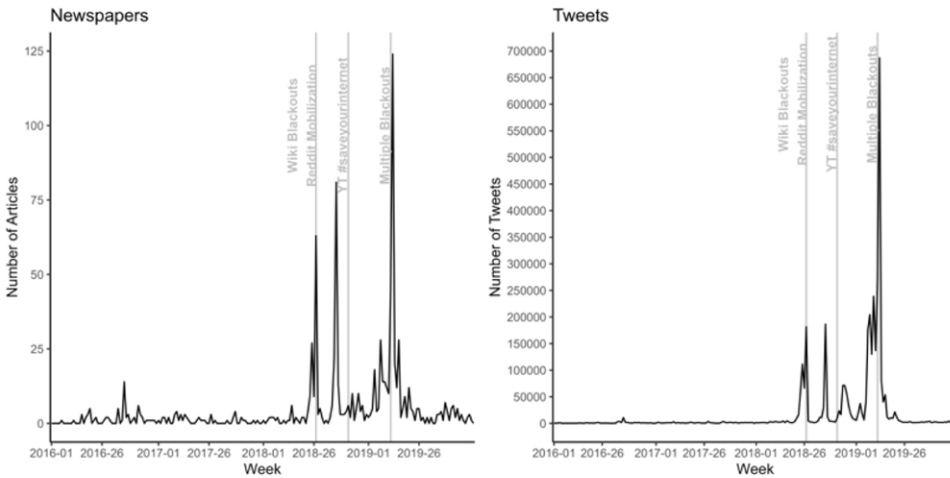 Newspapers
Number of Articles
125
100
75
50
25
0
Wiki Blackouts
Reddit Mobilization
YT #saveyourinternet
Multiple Blackouts
2016-01 2016-26 2017-01 2017-26 2018-01 2018-26 2019-01 2019-26
Week
Tweets
Number of Tweets
700000
650000
600000
550000
500000
450000
400000
350000
300000
250000
200000
150000
100000
50000
0
Wiki Blackouts
Reddit Mobilization
YT #saveyourinternet
Multiple Blackouts
2016-01 2016-26 2017-01 2017-26 2018-01 2018-26 2019-01 2019-26
Week